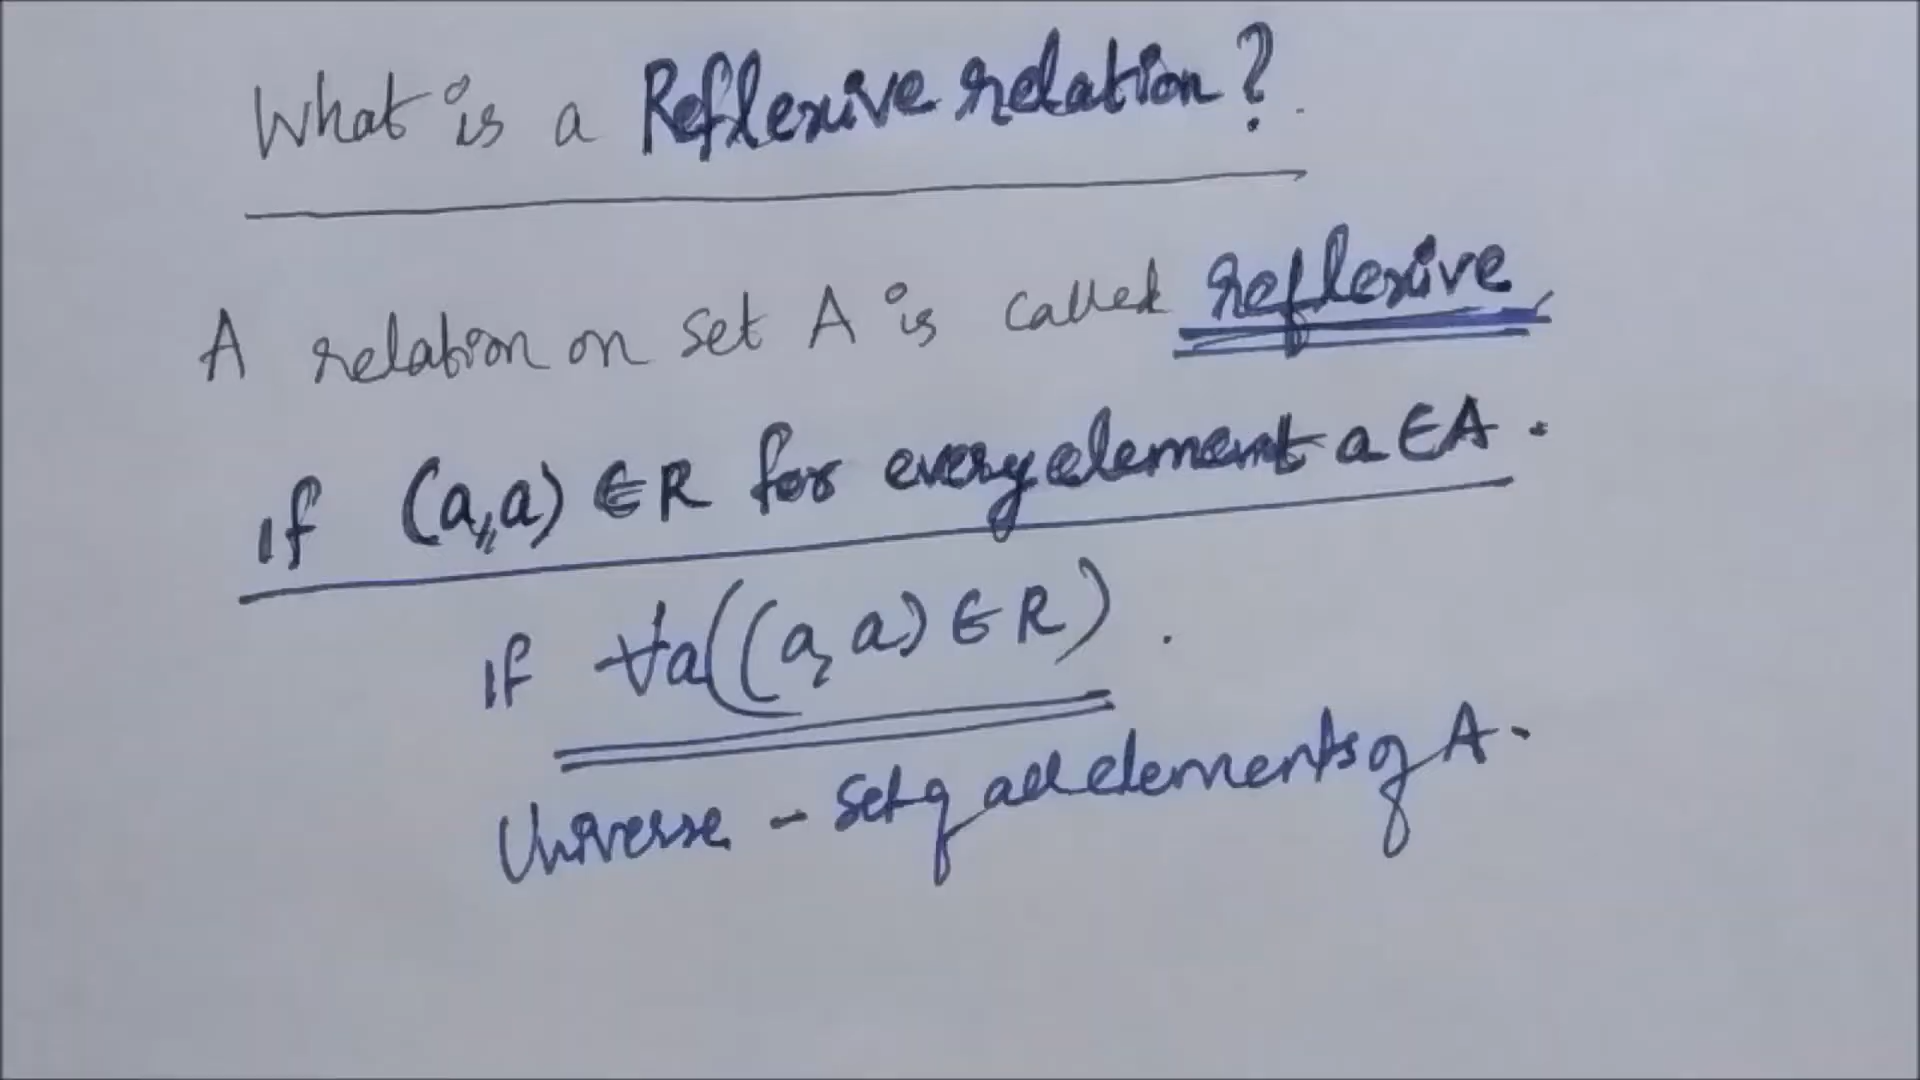 What is a Reflexive relation?
A relation on set A is called reflexive
if (a,a) ∈ R for every element a ∈ A.
if ∀a((a,a) ∈ R).
Universe - Set of all elements of A.